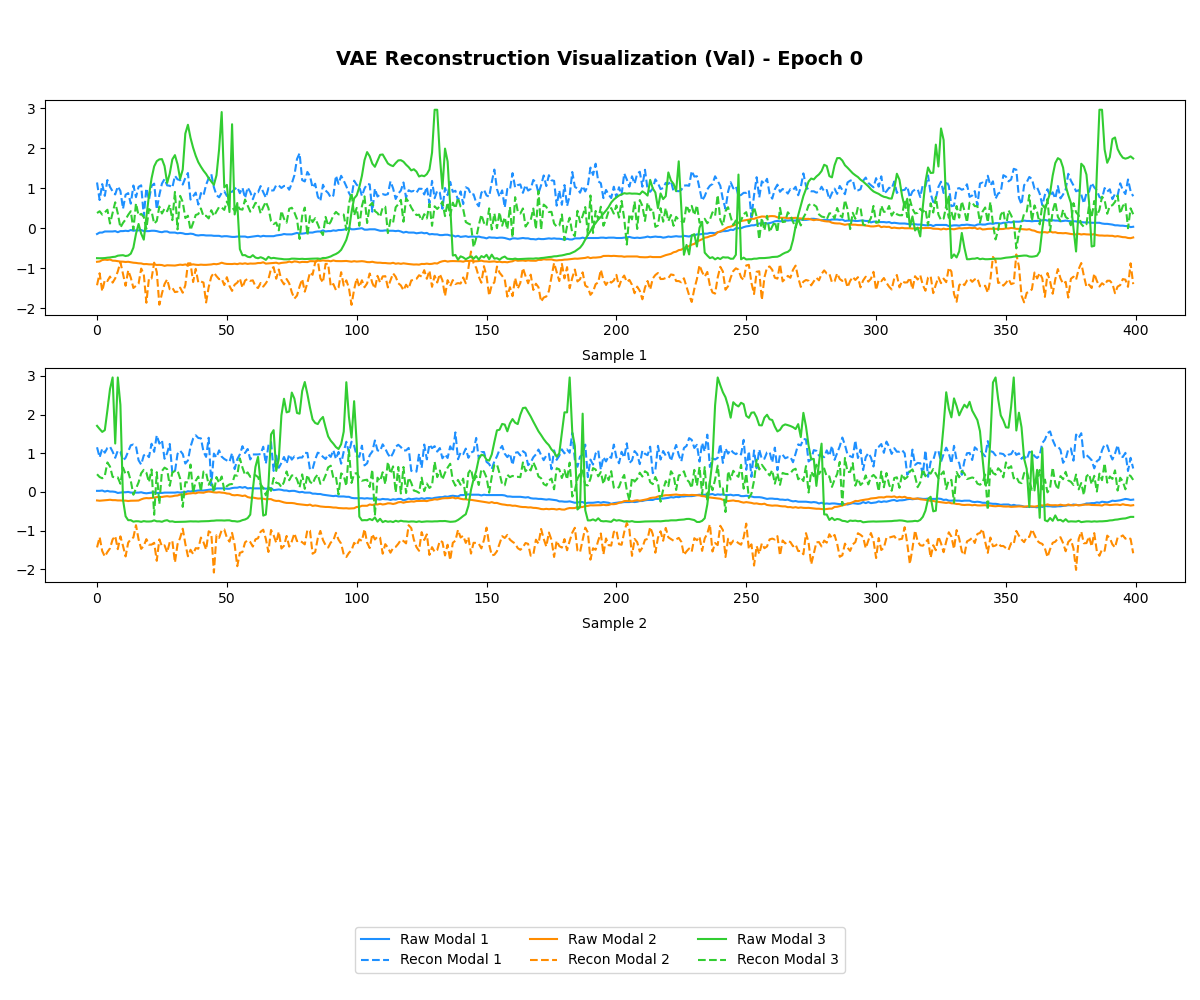 VAE Reconstruction Visualization (Val) - Epoch 0
3
2
1
0
−1
−2
0 50 100 150 200 250 300 350 400
Sample 1
3
2
1
0
−1
−2
0 50 100 150 200 250 300 350 400
Sample 2
Raw Modal 1 Raw Modal 2 Raw Modal 3
Recon Modal 1 Recon Modal 2 Recon Modal 3